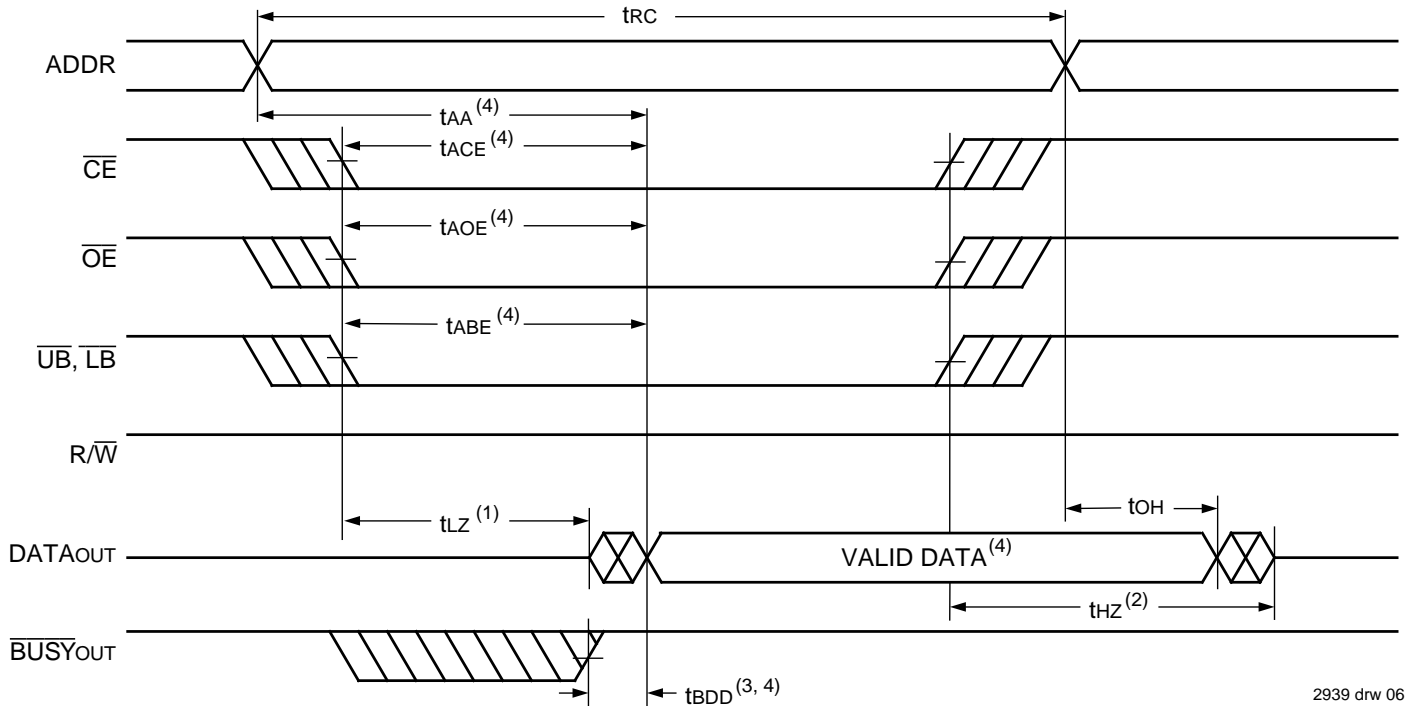 tRC
ADDR
tAA (4)
CE
tACE (4)
OE
tAOE (4)
UB, LB
tABE (4)
R/W
tLZ (1)
tOH
DATAOUT
VALID DATA(4)
tHZ(2)
BUSYOUT
tBDD(3, 4)
2939 drw 06